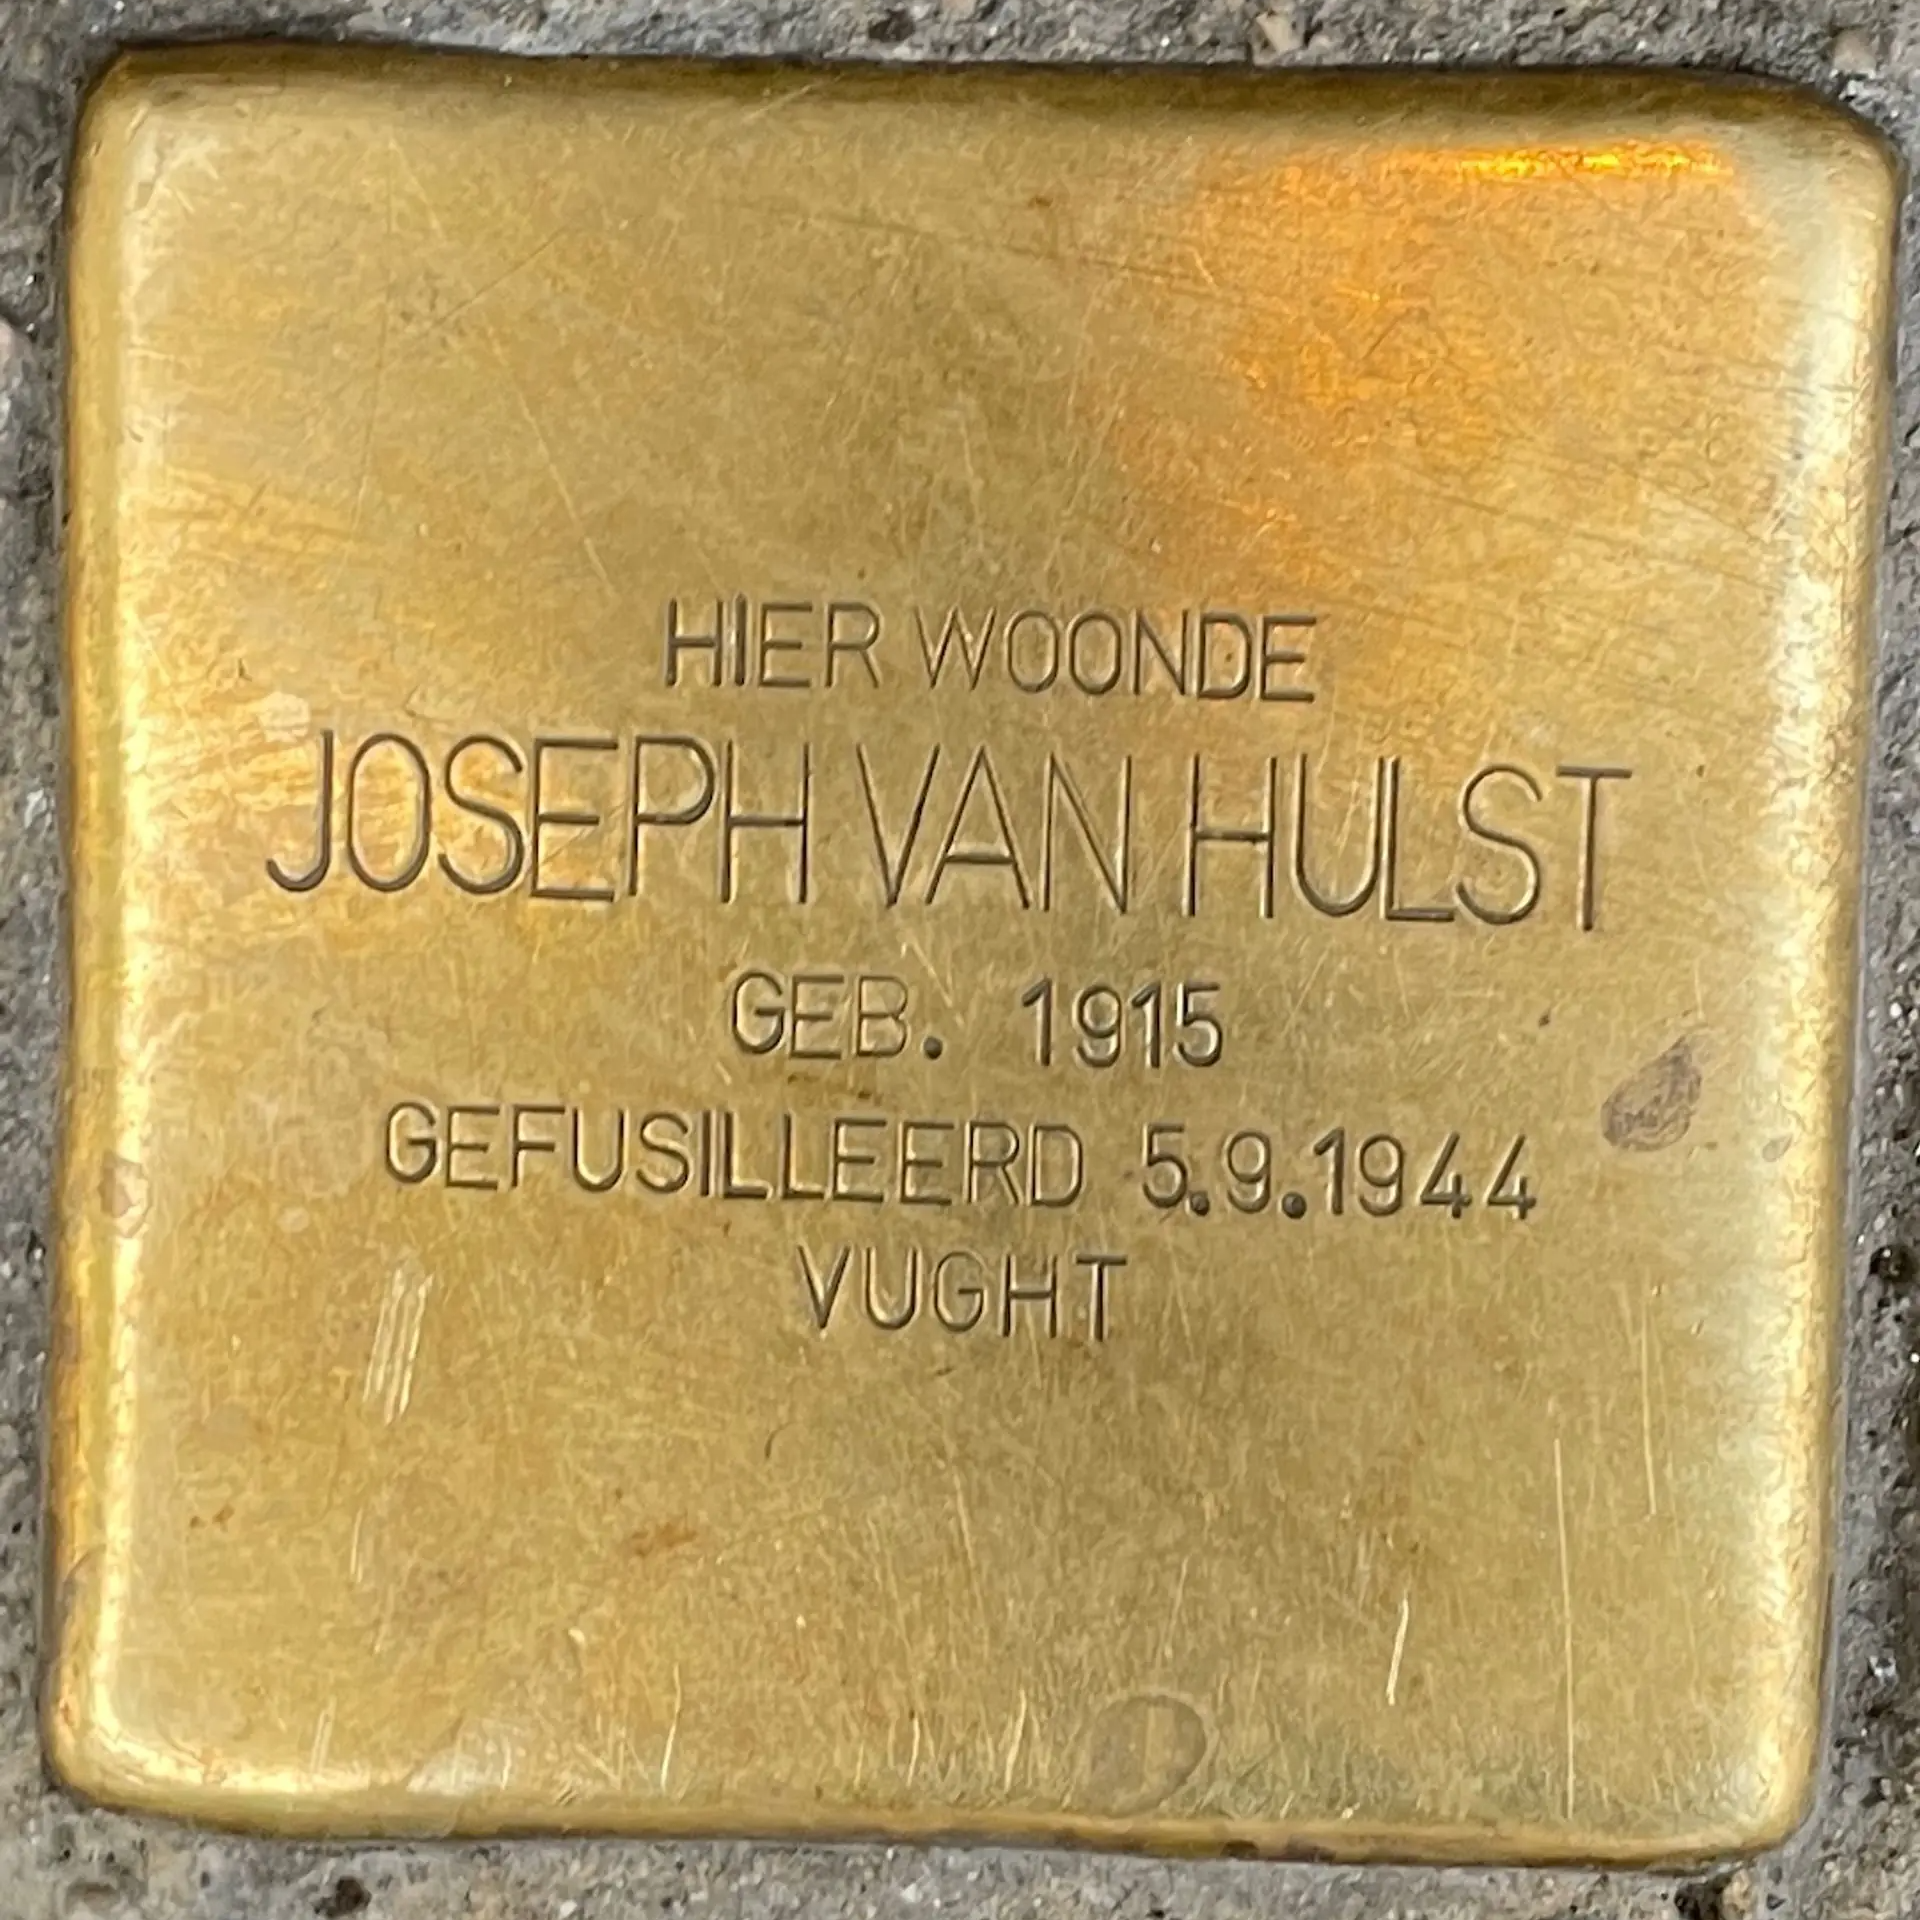 HIER WOONDE
JOSEPH VAN HULST
GEB. 1915
GEFUSILLEERD 5.9.1944
VUGHT